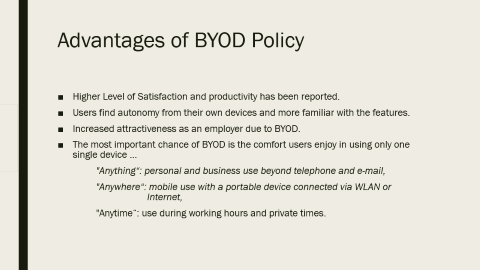 Advantages of BYOD Policy
■ Higher Level of Satisfaction and productivity has been reported.
■ Users find autonomy from their own devices and more familiar with the features.
■ Increased attractiveness as an employer due to BYOD.
■ The most important chance of BYOD is the comfort users enjoy in using only one
single device ...
"Anything": personal and business use beyond telephone and e-mail,
"Anywhere": mobile use with a portable device connected via WLAN or
Internet,
"Anytime": use during working hours and private times.